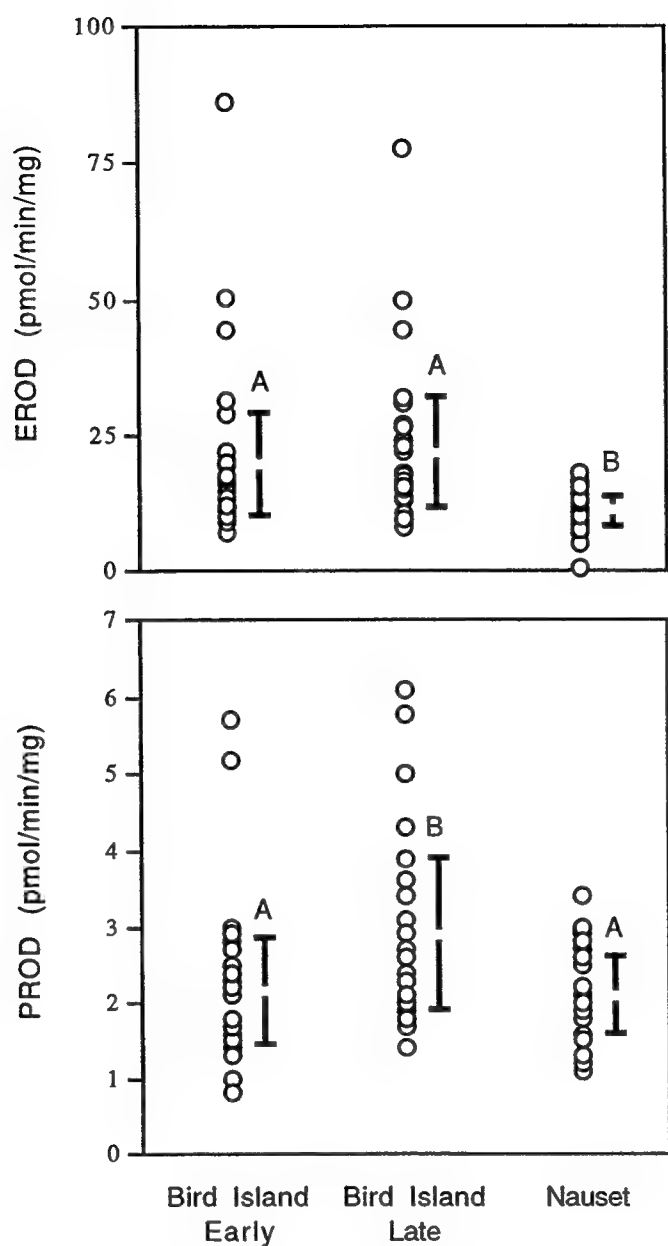 100
75
50
25
0
EROD (pmol/min/mg)
A
A
B
7
6
5
4
3
2
1
0
PROD (pmol/min/mg)
A
B
A
Bird Island Early
Bird Island Late
Nauset